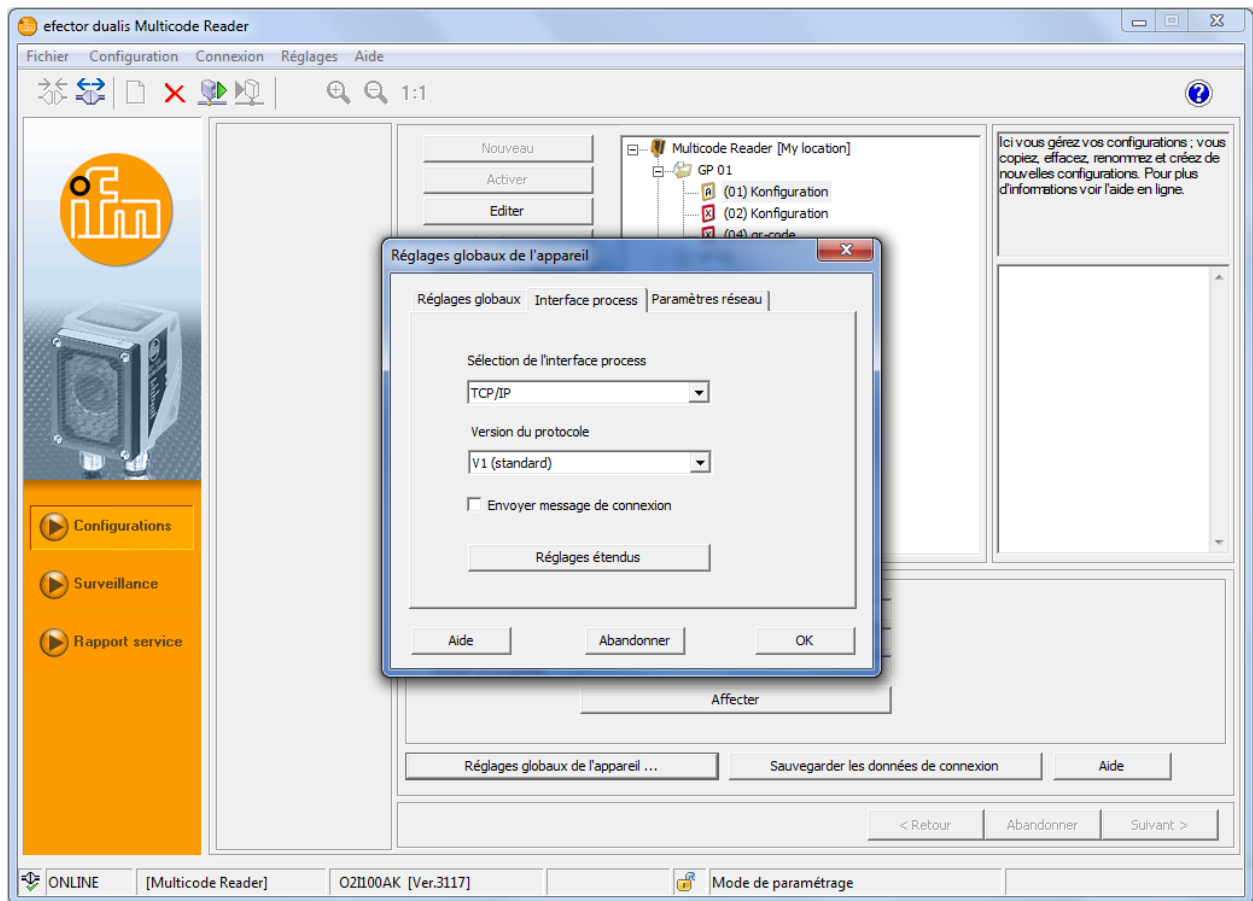 efector dualis Multicode Reader
Fichier Configuration Connexion Réglages Aide
1:1
ifm
Configurations
Surveillance
Rapport service
Nouveau
Activer
Editer
Multicode Reader [My location]
GP 01
(01) Konfiguration
(02) Konfiguration
(04) qr-code
Ici vous gérez vos configurations ; vous
copiez, effacez, renommez et créez de
nouvelles configurations. Pour plus
d'informations voir l'aide en ligne.
Réglages globaux de l'appareil
Réglages globaux Interface process Paramètres réseau
Sélection de l'interface process
TCP/IP
Version du protocole
V1 (standard)
Envoyer message de connexion
Réglages étendus
Aide Abandonner OK
Affecter
Réglages globaux de l'appareil ... Sauvegarder les données de connexion Aide
< Retour Abandonner Suivant >
ONLINE [Multicode Reader] O2I100AK [Ver.3117] Mode de paramétrage